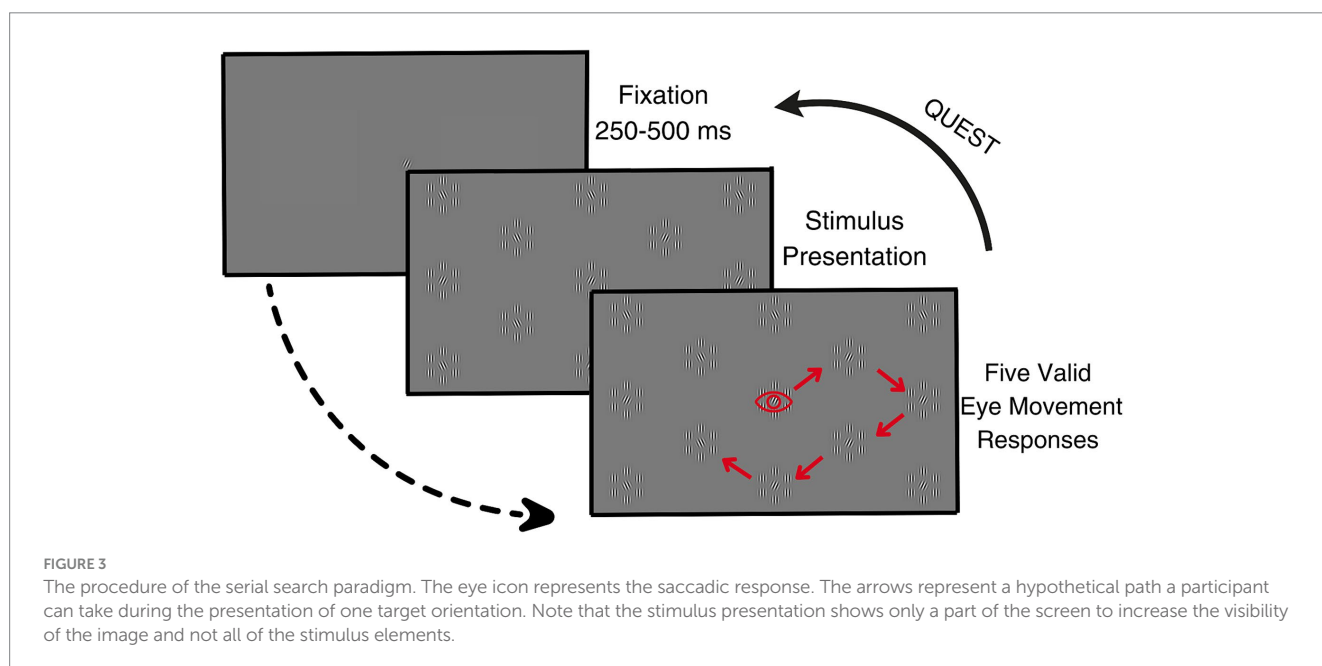 Fixation
250-500 ms
QUEST
Stimulus
Presentation
Five Valid
Eye Movement
Responses
FIGURE 3
The procedure of the serial search paradigm. The eye icon represents the saccadic response. The arrows represent a hypothetical path a participant
can take during the presentation of one target orientation. Note that the stimulus presentation shows only a part of the screen to increase the visibility
of the image and not all of the stimulus elements.